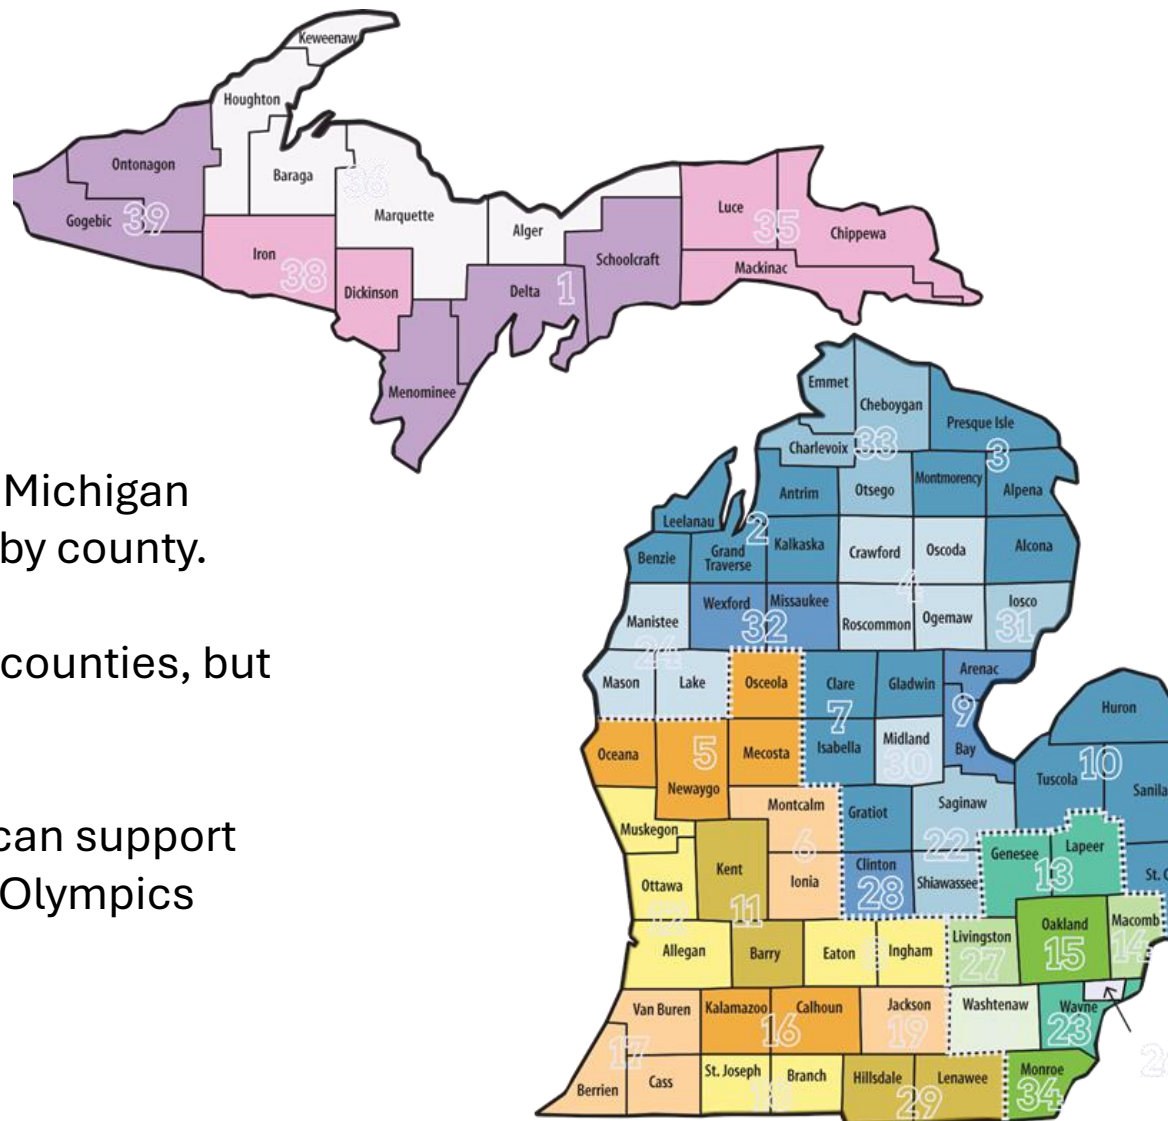 Keweenaw
Houghton
Ontonagon
Baraga
36
Marquette
Gogebic
39
Alger
Luce
35
Chippewa
Iron
38
Dickinson
Schoolcraft
Mackinac
Delta
1
Menominee
Emmet
Cheboygan
Presque Isle
Charlevoix
33
3
Michigan
by county.
counties, but
can support
Olympics
Antrim
Otsego
Montmorency
Alpena
Leelanau
2
Benzie
Grand
Traverse
Kalkaska
Crawford
Oscoda
Alcona
4
Manistee
Wexford
Missaukee
32
Roscommon
Ogemaw
Iosco
31
24
Mason
Lake
Osceola
Clare
Gladwin
Arenac
7
9
Huron
Oceana
5
Mecosta
Isabella
Midland
30
Bay
Newaygo
Tuscola
10
Sanila
Montcalm
Gratiot
Saginaw
Muskegon
6
22
Genesee
Lapeer
Kent
Ionia
Clinton
28
Shiawassee
13
St. C
Ottawa
12
11
Oakland
15
Macomb
14
Allegan
Barry
Eaton
Ingham
Livingston
27
Van Buren
Kalamazoo
Calhoun
Jackson
Washtenaw
Wayne
16
19
23
17
2
Berrien
Cass
St. Joseph
Branch
Hillsdale
Lenawee
Monroe
29
34